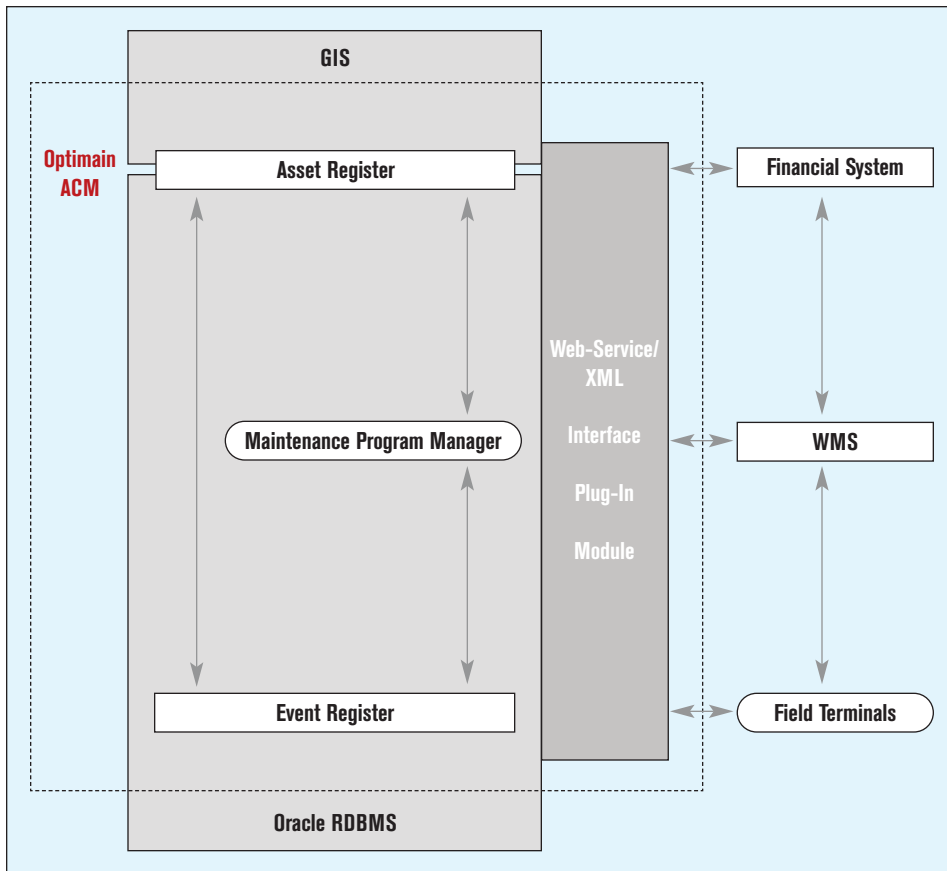 GIS
Optimain
ACM
Asset Register
Financial System
Web-Service/
XML
Interface
Plug-In
Module
Maintenance Program Manager
WMS
Event Register
Field Terminals
Oracle RDBMS